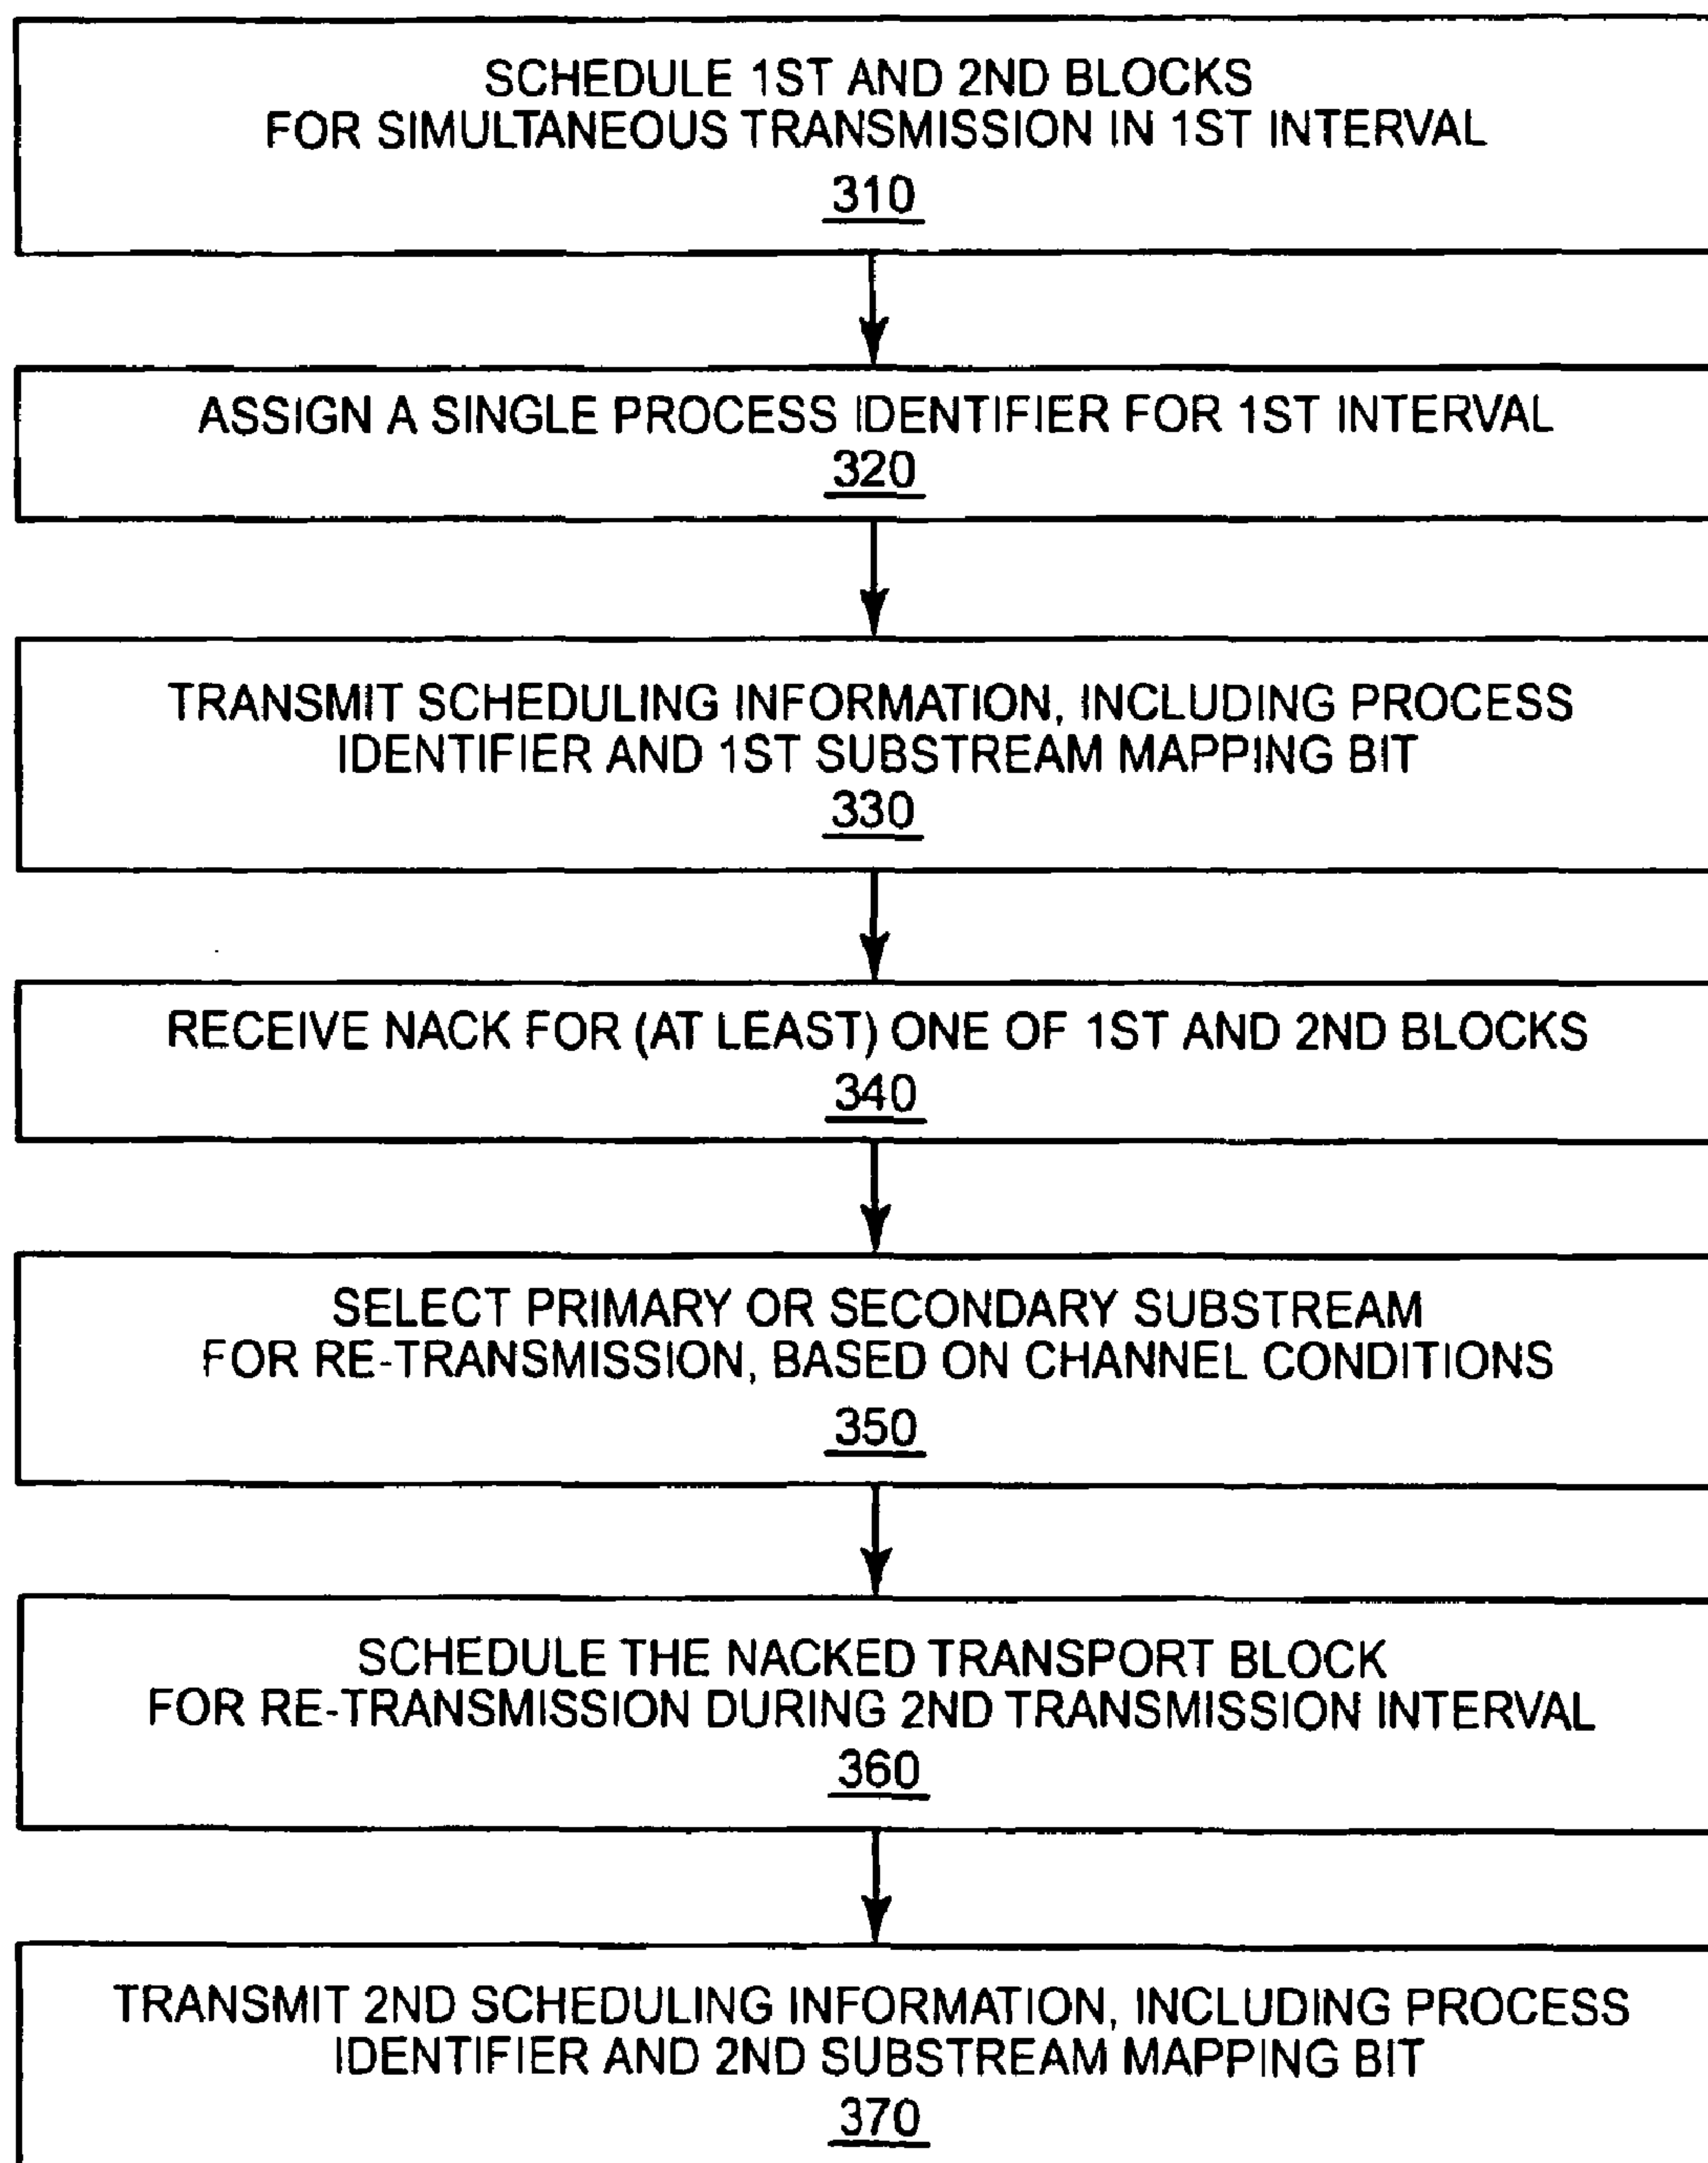 SCHEDULE 1ST AND 2ND BLOCKS
FOR SIMULTANEOUS TRANSMISSION IN 1ST INTERVAL
310
ASSIGN A SINGLE PROCESS IDENTIFIER FOR 1ST INTERVAL
320
TRANSMIT SCHEDULING INFORMATION, INCLUDING PROCESS
IDENTIFIER AND 1ST SUBSTREAM MAPPING BIT
330
RECEIVE NACK FOR (AT LEAST) ONE OF 1ST AND 2ND BLOCKS
340
SELECT PRIMARY OR SECONDARY SUBSTREAM
FOR RE-TRANSMISSION, BASED ON CHANNEL CONDITIONS
350
SCHEDULE THE NACKED TRANSPORT BLOCK
FOR RE-TRANSMISSION DURING 2ND TRANSMISSION INTERVAL
360
TRANSMIT 2ND SCHEDULING INFORMATION, INCLUDING PROCESS
IDENTIFIER AND 2ND SUBSTREAM MAPPING BIT
370